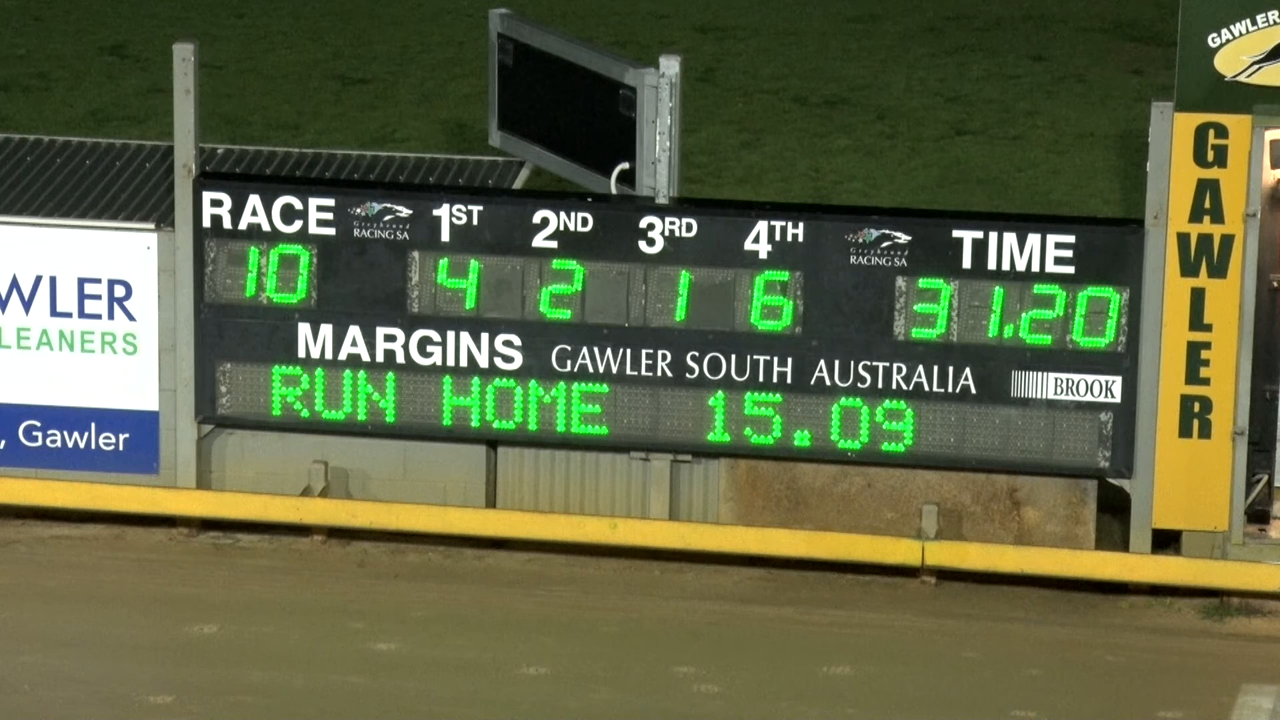 GAWLER
RACE Greyhound RACING SA 1ST 2ND 3RD 4TH Greyhound RACING SA TIME
10 4 2 1 6 31.20
MARGINS GAWLER SOUTH AUSTRALIA BROOK
RUN HOME 15.09
WLER
LEANERS
, Gawler
GAWLER